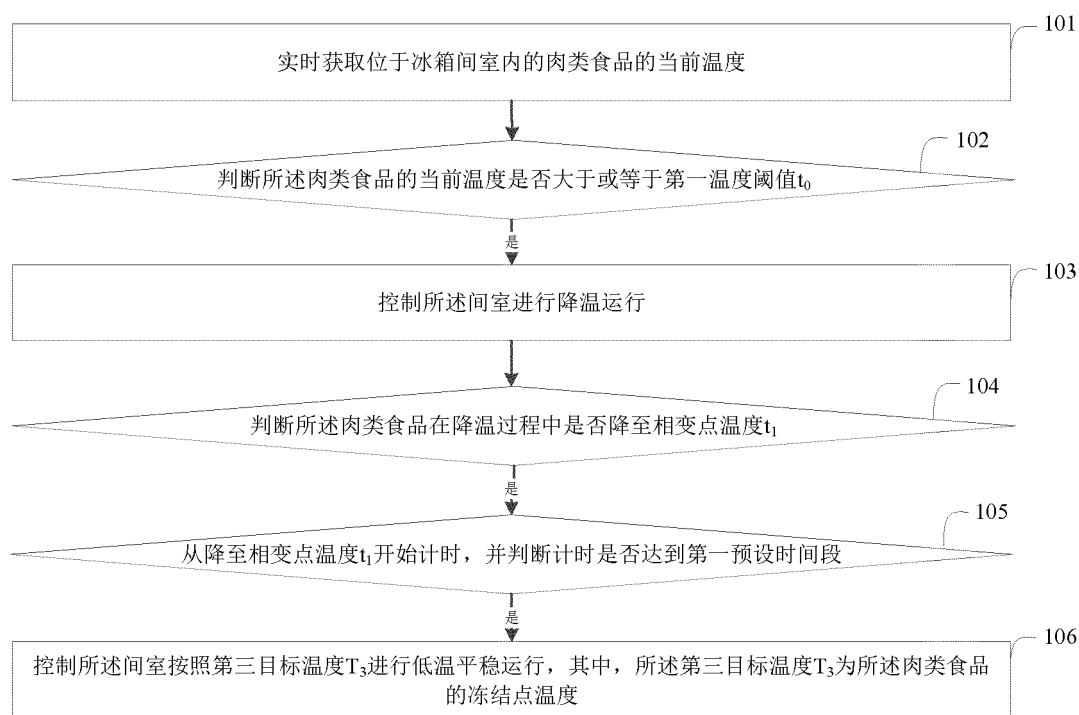 101
实时获取位于冰箱间室内的肉类食品的当前温度
102
判断所述肉类食品的当前温度是否大于或等于第一温度阈值t₀
是
103
控制所述间室进行降温运行
104
判断所述肉类食品在降温过程中是否降至相变点温度t₁
是
105
从降至相变点温度t₁开始计时，并判断计时是否达到第一预设时间段
是
106
控制所述间室按照第三目标温度T₃进行低温平稳运行，其中，所述第三目标温度T₃为所述肉类食品
的冻结点温度